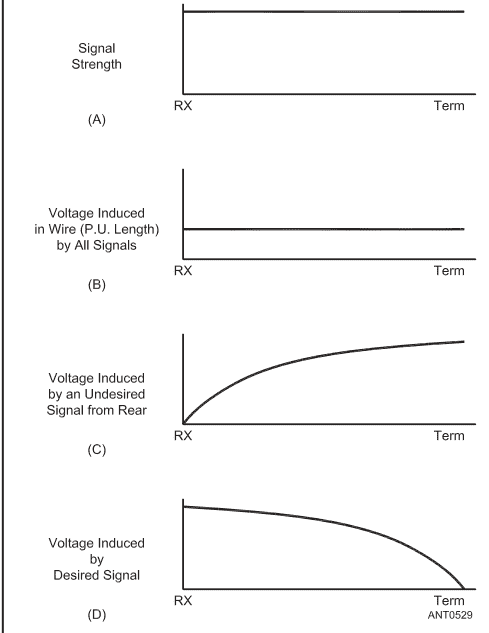 Signal
Strength
RX
Term
(A)
Voltage Induced
in Wire (P.U. Length)
by All Signals
RX
Term
(B)
Voltage Induced
by an Undesired
Signal from Rear
RX
Term
(C)
Voltage Induced
by
Desired Signal
RX
Term
(D)
ANT0529